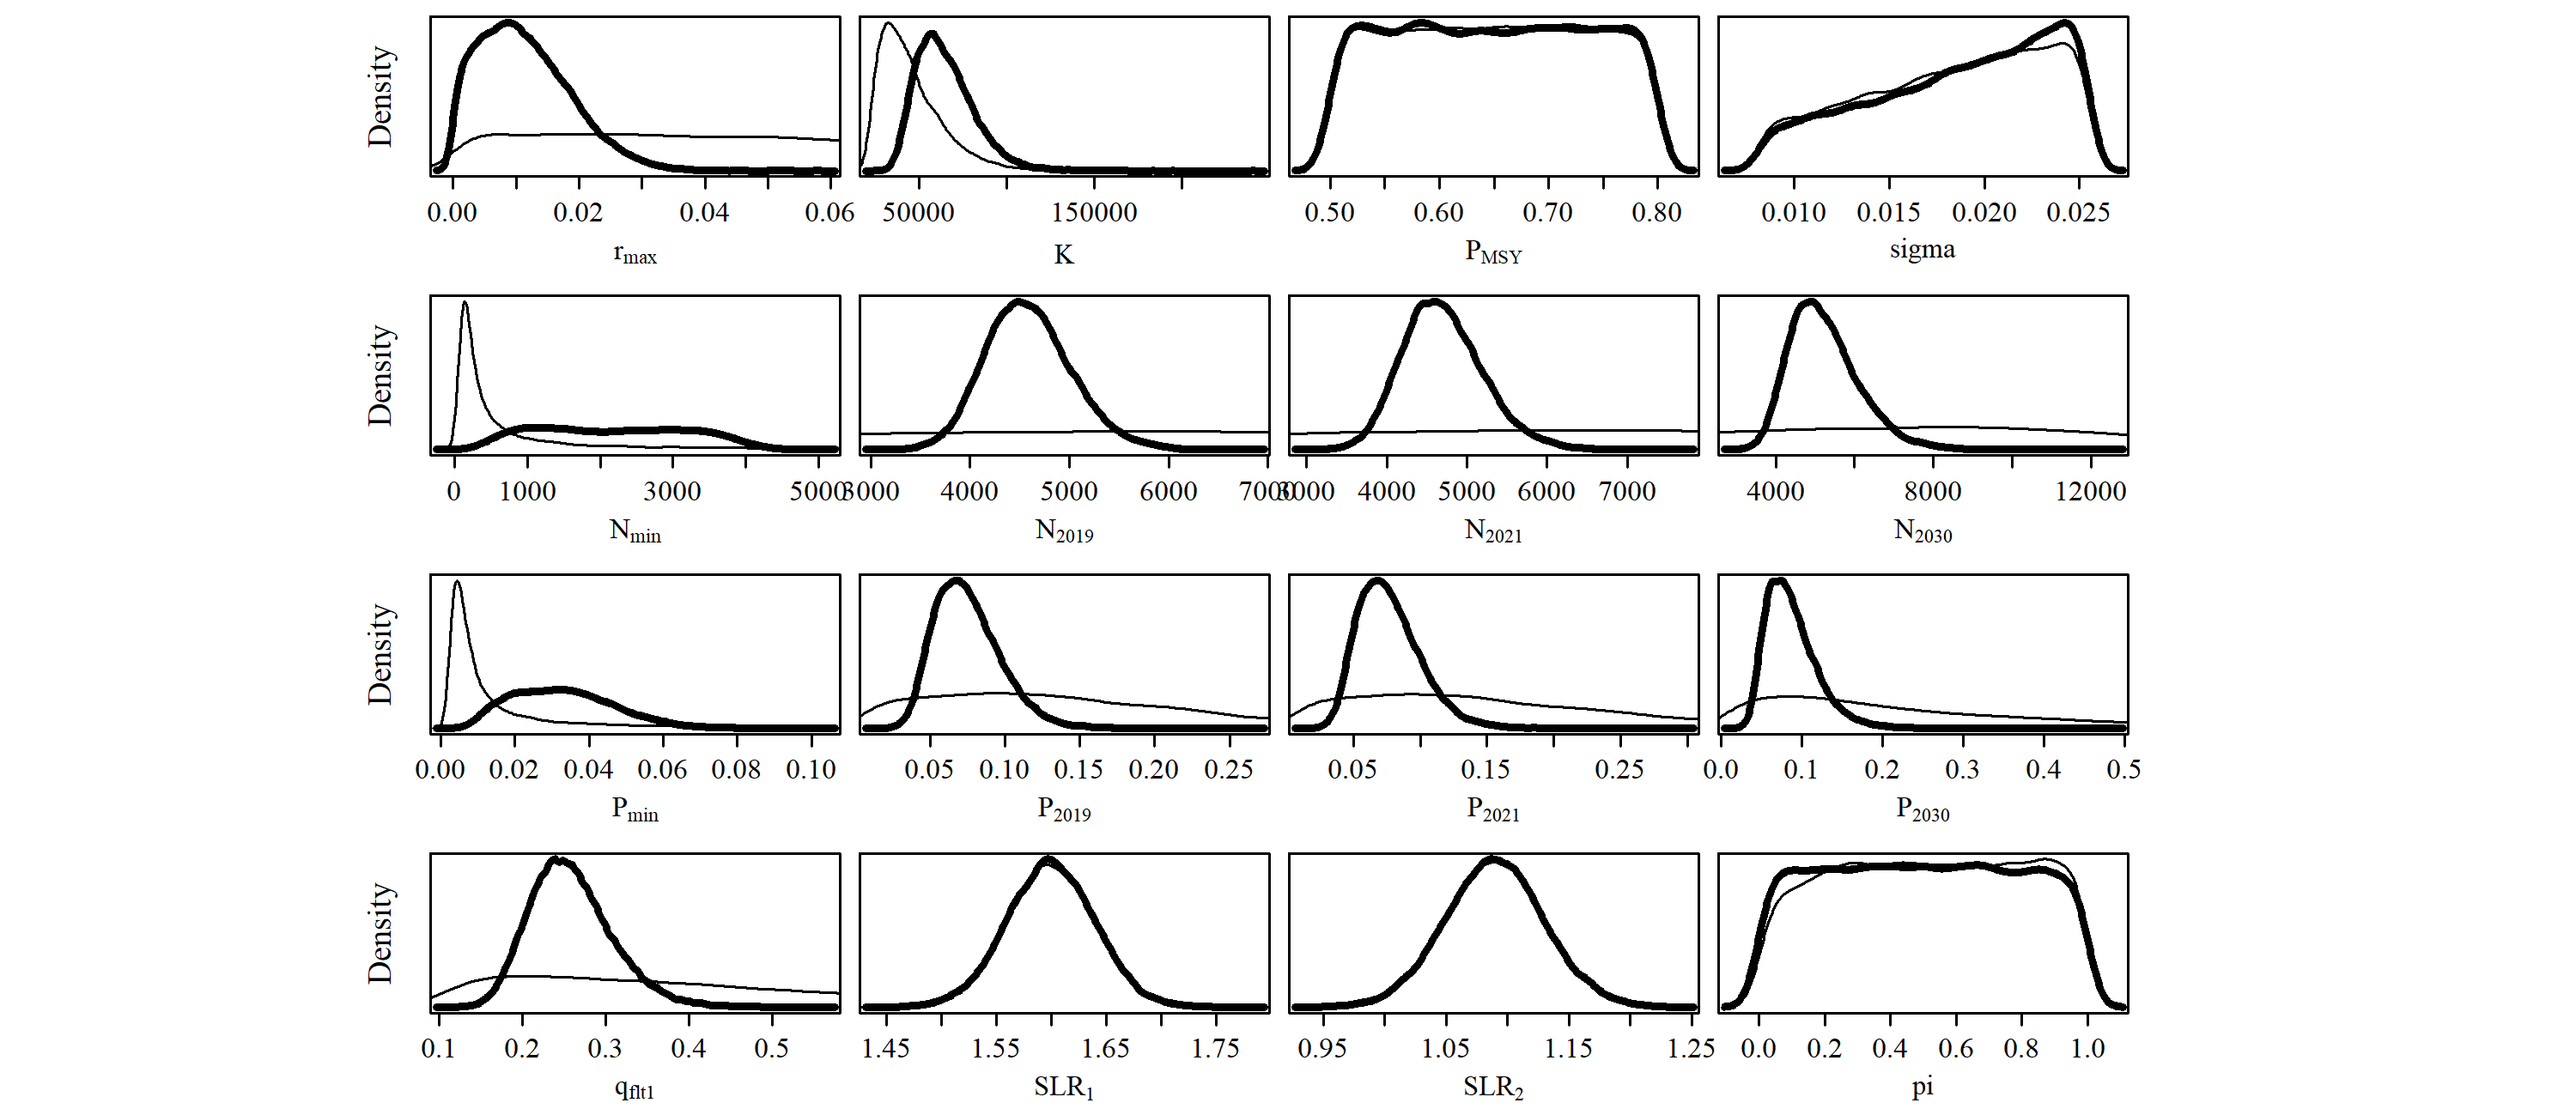 Density
0.00 0.02 0.04 0.06 50000 150000 0.50 0.60 0.70 0.80 0.010 0.015 0.020 0.025
r_max K P_MSY sigma
Density
0 1000 3000 5000 3000 4000 5000 6000 7000 3000 4000 5000 6000 7000 4000 8000 12000
N_min N_2019 N_2021 N_2030
Density
0.00 0.02 0.04 0.06 0.08 0.10 0.05 0.10 0.15 0.20 0.25 0.05 0.15 0.25 0.0 0.1 0.2 0.3 0.4 0.5
P_min P_2019 P_2021 P_2030
Density
0.1 0.2 0.3 0.4 0.5 1.45 1.55 1.65 1.75 0.95 1.05 1.15 1.25 0.0 0.2 0.4 0.6 0.8 1.0
q_flt1 SLR_1 SLR_2 pi